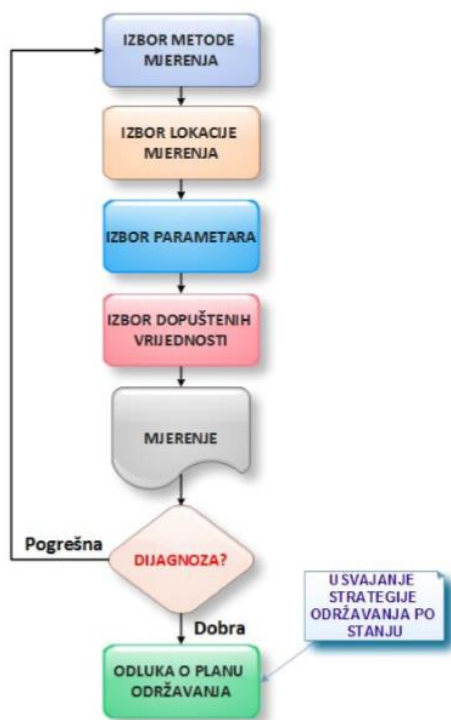 IZBOR METODE
MJERENJA
IZBOR LOKACIJE
MJERENJA
IZBOR PARAMETARA
IZBOR DOPUŠTENIH
VRIJEDNOSTI
MJERENJE
Pogrešna
DIJAGNOZA?
Dobra
USVAJANJE
STRATEGIJE
ODRŽAVANJA PO
STANJU
ODLUKA O PLANU
ODRŽAVANJA